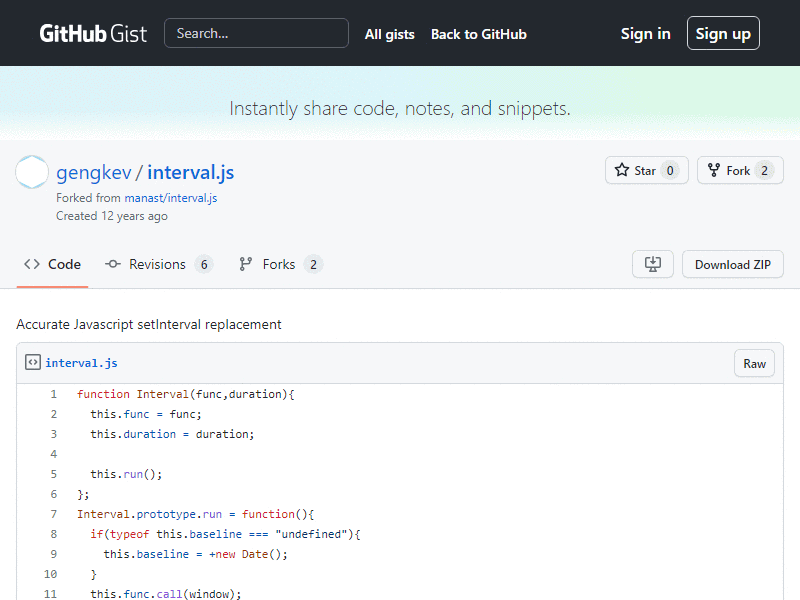 GitHub Gist Search... All gists Back to GitHub Sign in Sign up
Instantly share code, notes, and snippets.
gengkev / interval.js Star 0 Fork 2
Forked from manast/interval.js
Created 12 years ago
Code Revisions 6 Forks 2 Download ZIP
Accurate Javascript setInterval replacement
interval.js Raw
1 function Interval(func,duration){
2 this.func = func;
3 this.duration = duration;
4
5 this.run();
6 };
7 Interval.prototype.run = function(){
8 if(typeof this.baseline === "undefined"){
9 this.baseline = +new Date();
10 }
11 this.func.call(window);